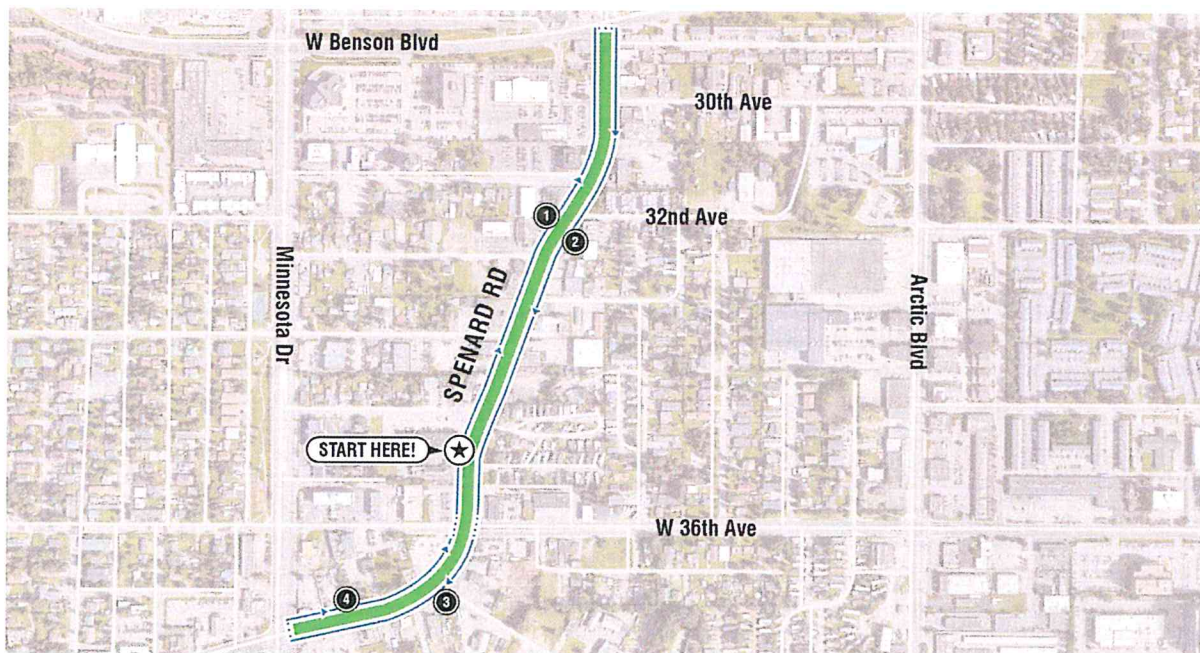 W Benson Blvd
30th Ave
1
32nd Ave
2
Minnesota Dr
SPENARD RD
Arctic Blvd
START HERE!
W 36th Ave
4
3